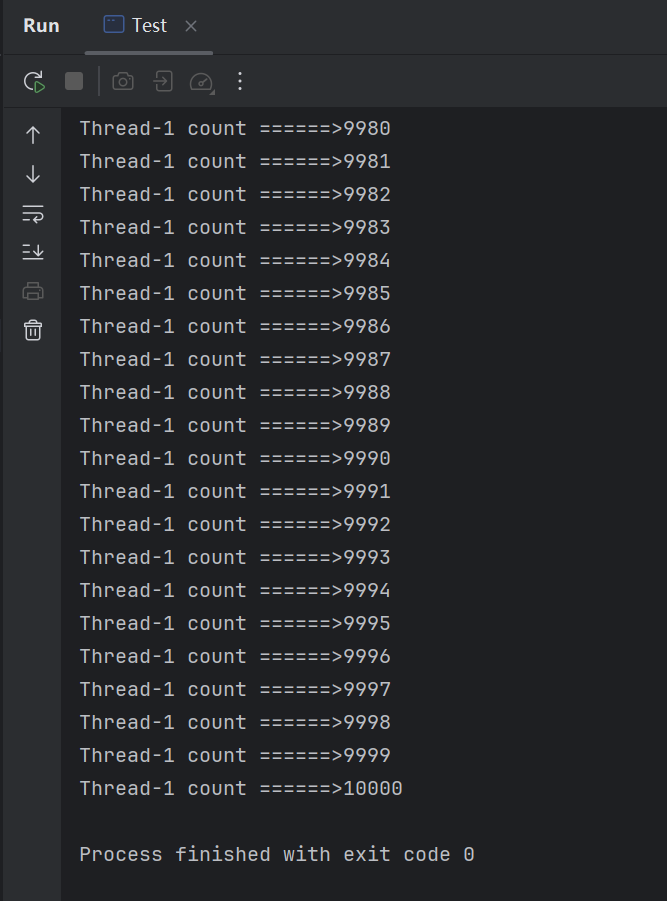 Run
Test
Thread-1 count ======>9980
Thread-1 count ======>9981
Thread-1 count ======>9982
Thread-1 count ======>9983
Thread-1 count ======>9984
Thread-1 count ======>9985
Thread-1 count ======>9986
Thread-1 count ======>9987
Thread-1 count ======>9988
Thread-1 count ======>9989
Thread-1 count ======>9990
Thread-1 count ======>9991
Thread-1 count ======>9992
Thread-1 count ======>9993
Thread-1 count ======>9994
Thread-1 count ======>9995
Thread-1 count ======>9996
Thread-1 count ======>9997
Thread-1 count ======>9998
Thread-1 count ======>9999
Thread-1 count ======>10000
Process finished with exit code 0